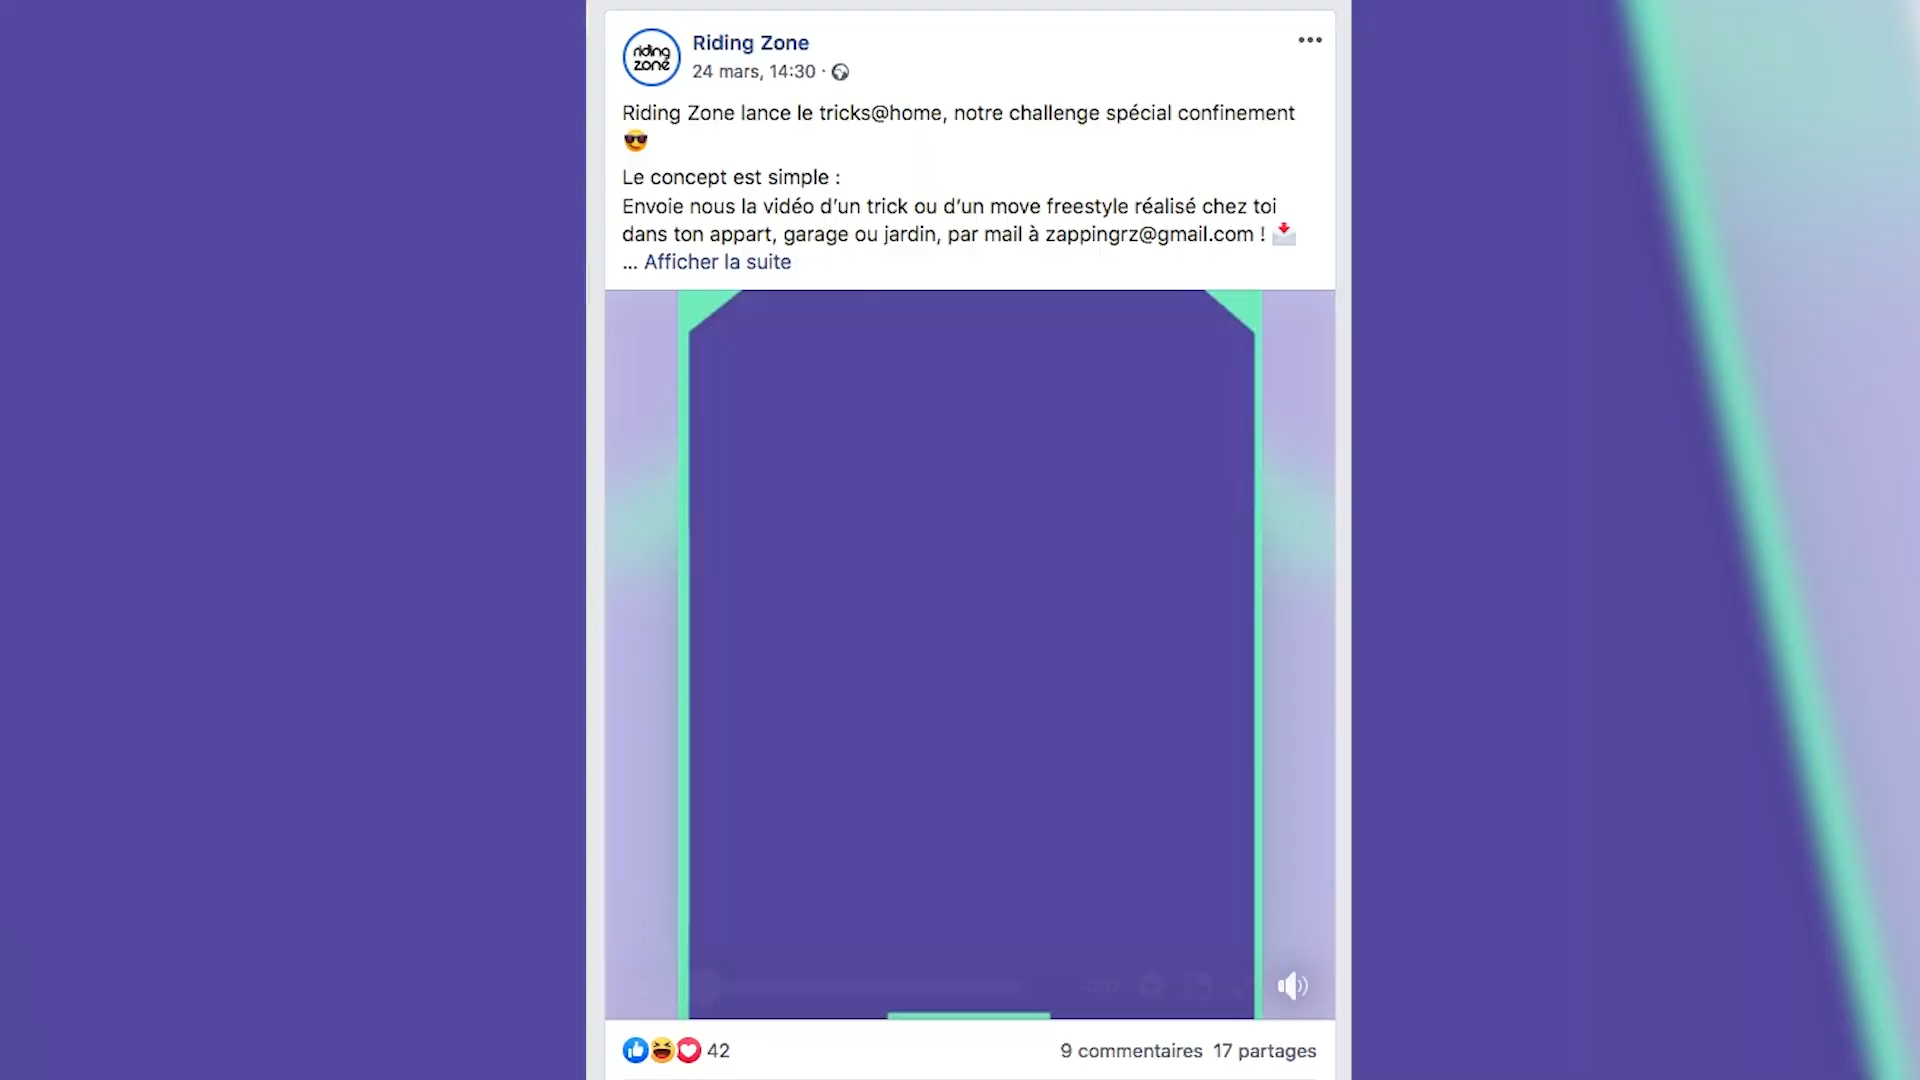 riding
zone
Riding Zone
24 mars, 14:30 ·
Riding Zone lance le tricks@home, notre challenge spécial confinement
😎
Le concept est simple :
Envoie nous la vidéo d’un trick ou d’un move freestyle réalisé chez toi
dans ton appart, garage ou jardin, par mail à zappingrz@gmail.com ! 📩
... Afficher la suite
42
9 commentaires 17 partages